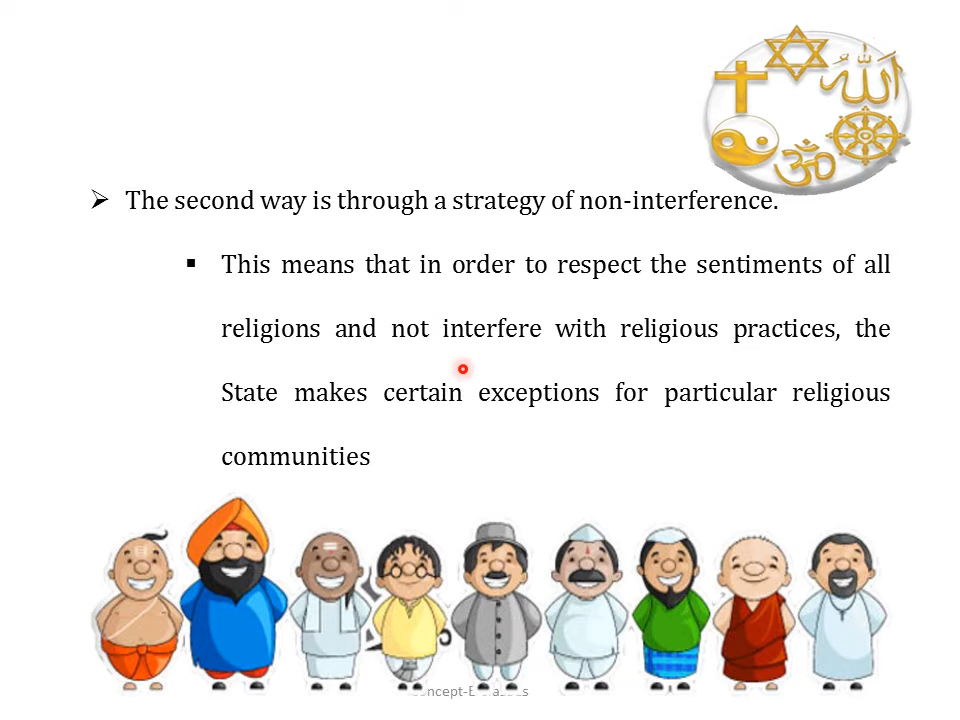 The second way is through a strategy of non-interference.
This means that in order to respect the sentiments of all
religions and not interfere with religious practices, the
State makes certain exceptions for particular religious
communities